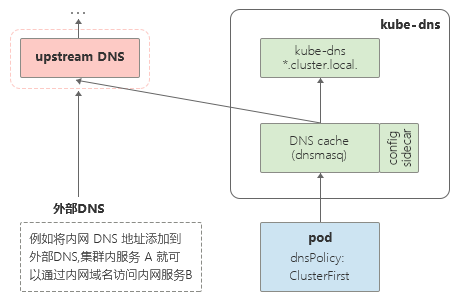 ...
kube-dns
upstream DNS
kube-dns
*.cluster.local.
DNS cache
(dnsmasq)
config
sidecar
外部DNS
例如将内网 DNS 地址添加到
外部DNS,集群内服务 A 就可
以通过内网域名访问内网服务B
pod
dnsPolicy:
ClusterFirst